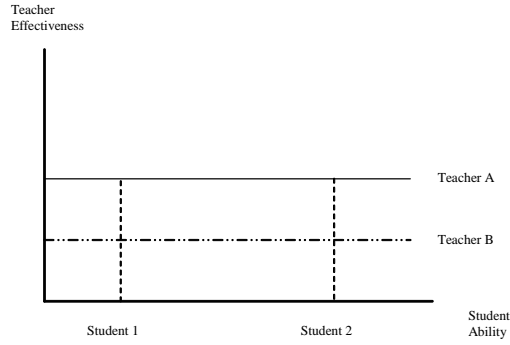 Teacher
Effectiveness
Teacher A
Teacher B
Student 1
Student 2
Student
Ability